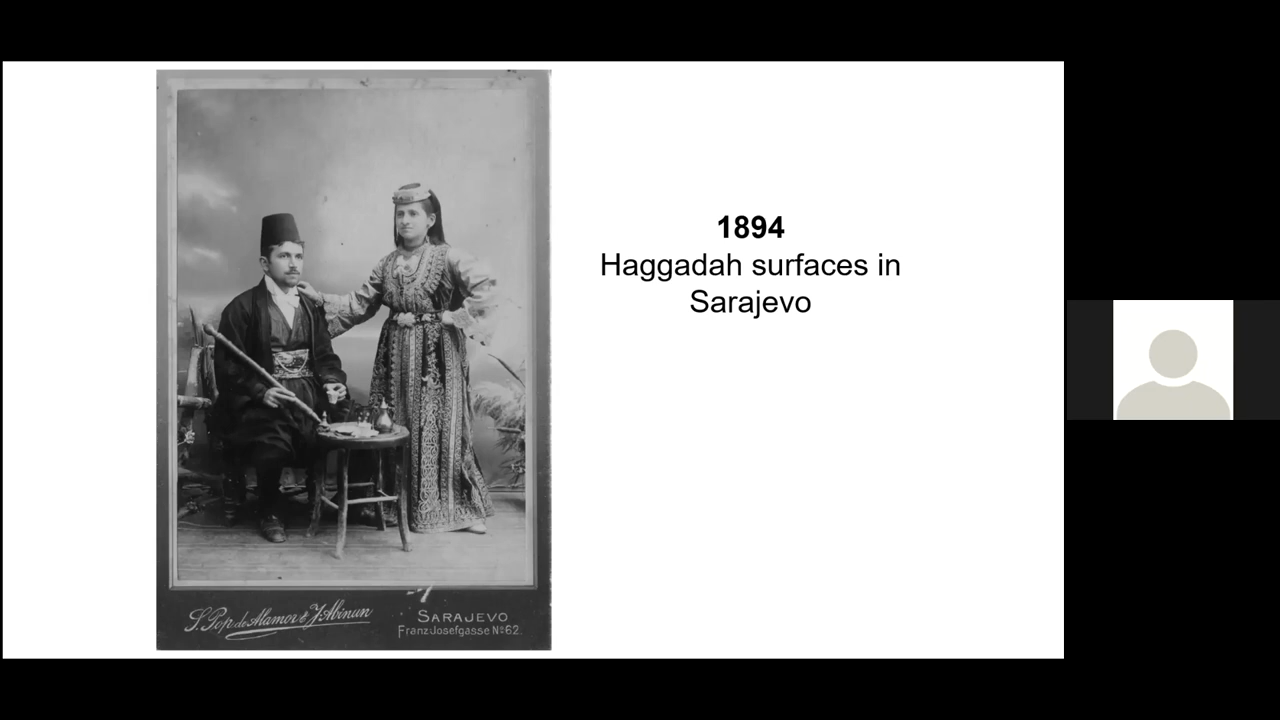 1894
Haggadah surfaces in
Sarajevo
S. Pop de Alamor & J. Abinun
SARAJEVO
Franz Josefgasse No 62.